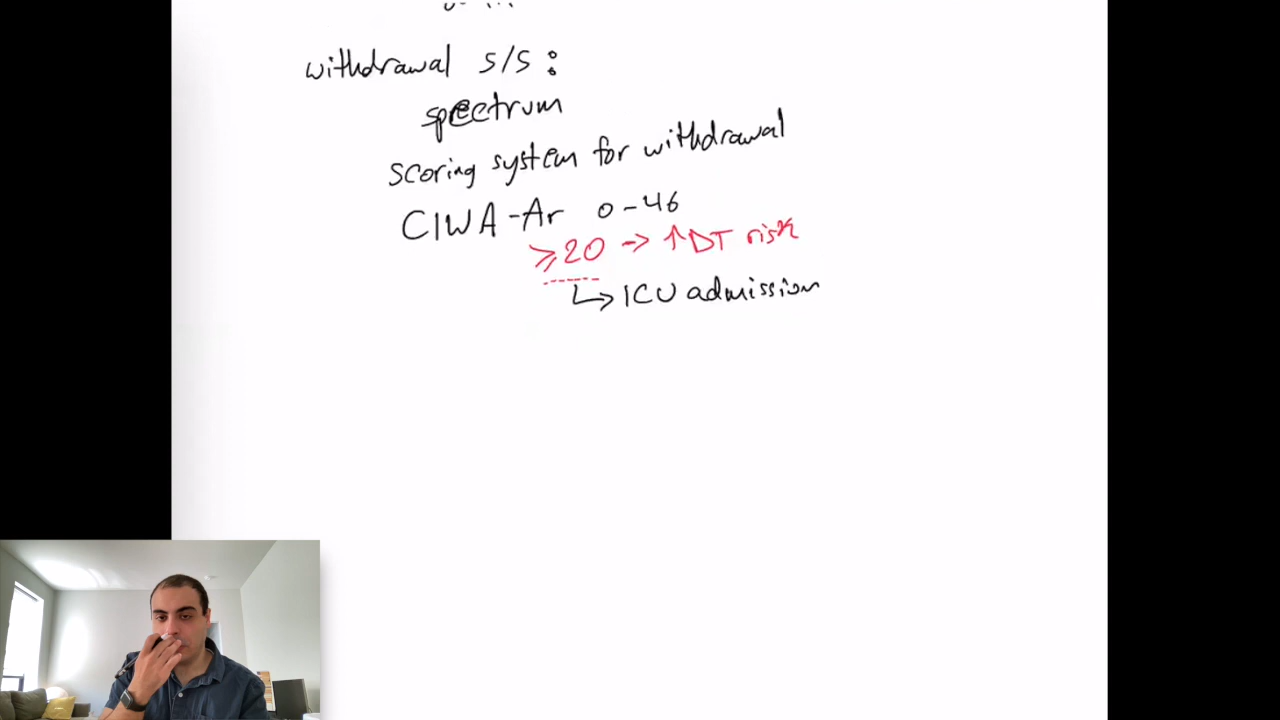 withdrawal s/s :
spectrum
scoring system for withdrawal
CIWA-Ar 0-46
≥20 → ↑DT risk
↳ ICU admission